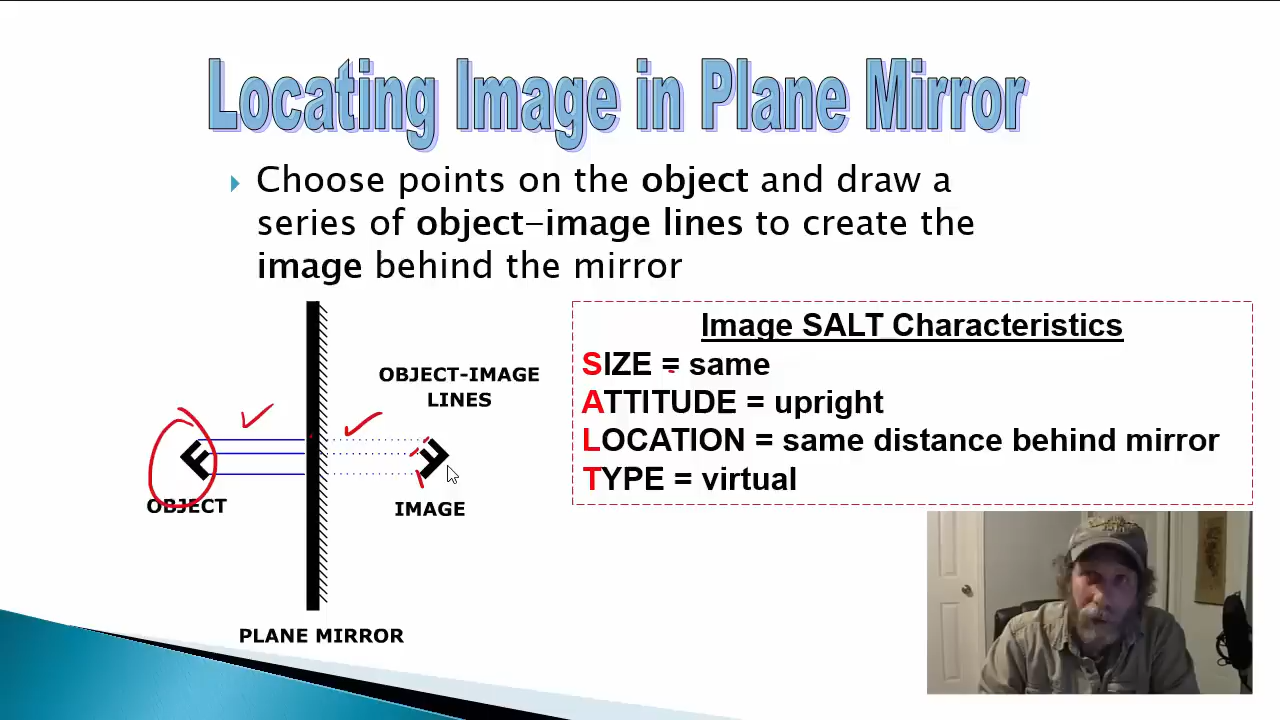 Locating Image in Plane Mirror
Choose points on the object and draw a
series of object-image lines to create the
image behind the mirror
Image SALT Characteristics
SIZE = same
ATTITUDE = upright
LOCATION = same distance behind mirror
TYPE = virtual
OBJECT-IMAGE
LINES
F
F
OBJECT
IMAGE
PLANE MIRROR